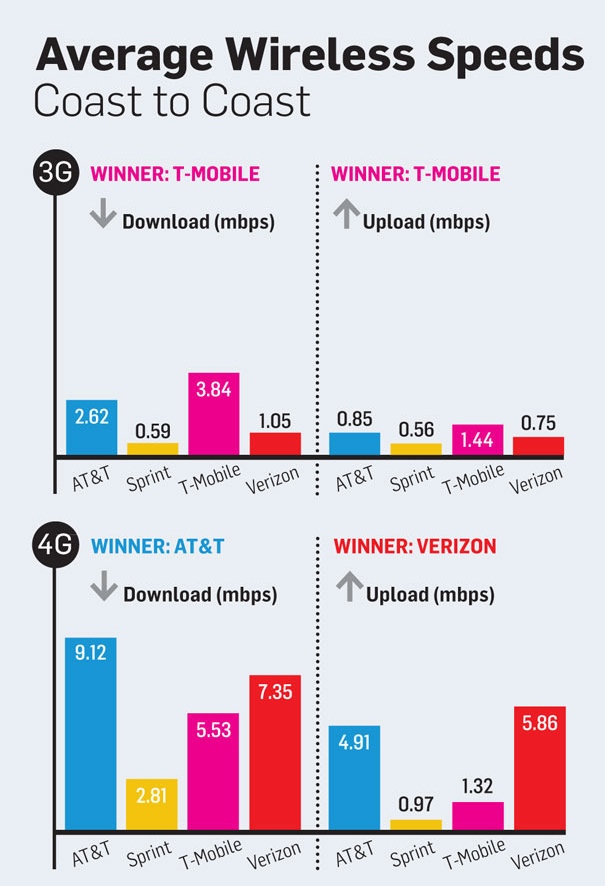 Average Wireless Speeds
Coast to Coast
3G
WINNER: T-MOBILE
Download (mbps)
2.62
0.59
3.84
1.05
AT&T
Sprint
T-Mobile
Verizon
WINNER: T-MOBILE
Upload (mbps)
0.85
0.56
1.44
0.75
AT&T
Sprint
T-Mobile
Verizon
4G
WINNER: AT&T
Download (mbps)
9.12
2.81
5.53
7.35
AT&T
Sprint
T-Mobile
Verizon
WINNER: VERIZON
Upload (mbps)
4.91
0.97
1.32
5.86
AT&T
Sprint
T-Mobile
Verizon